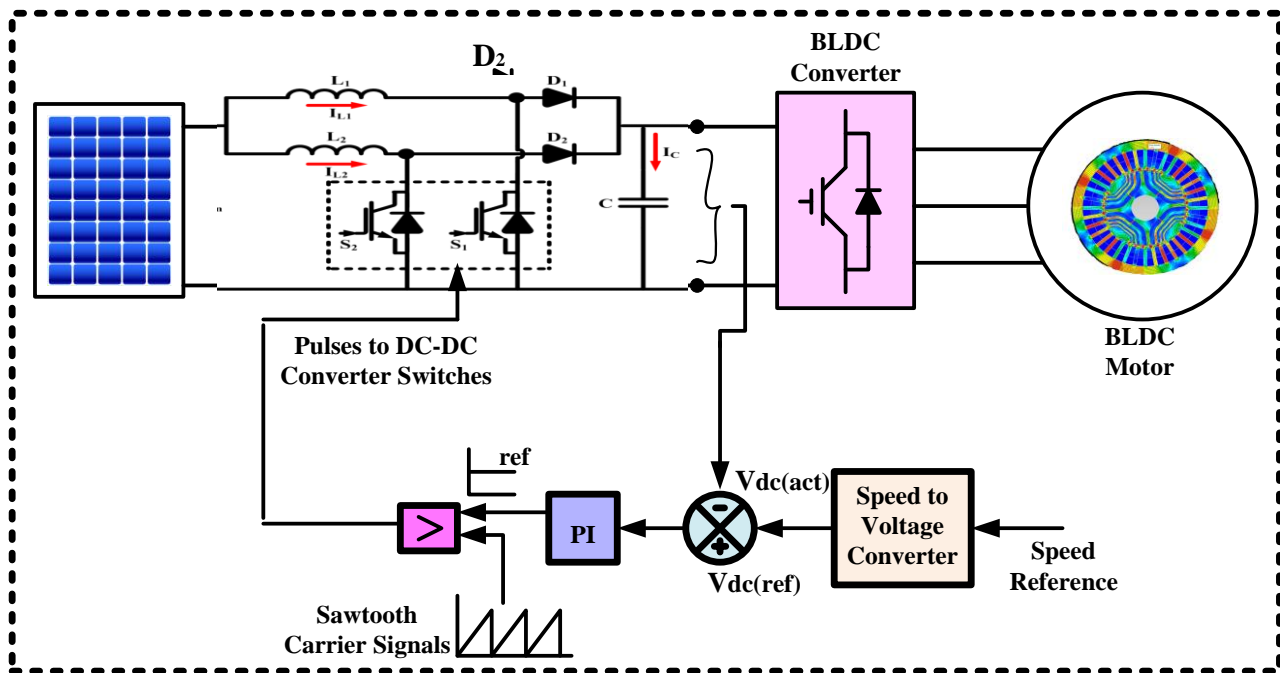 BLDC
Converter
D2
L1
D1
IL1
L2
D2
IL2
IC
C
S2
S1
n
Pulses to DC-DC
Converter Switches
BLDC
Motor
ref
Vdc(act)
-
Speed to
Voltage
Converter
>
PI
+
Speed
Reference
Vdc(ref)
Sawtooth
Carrier Signals